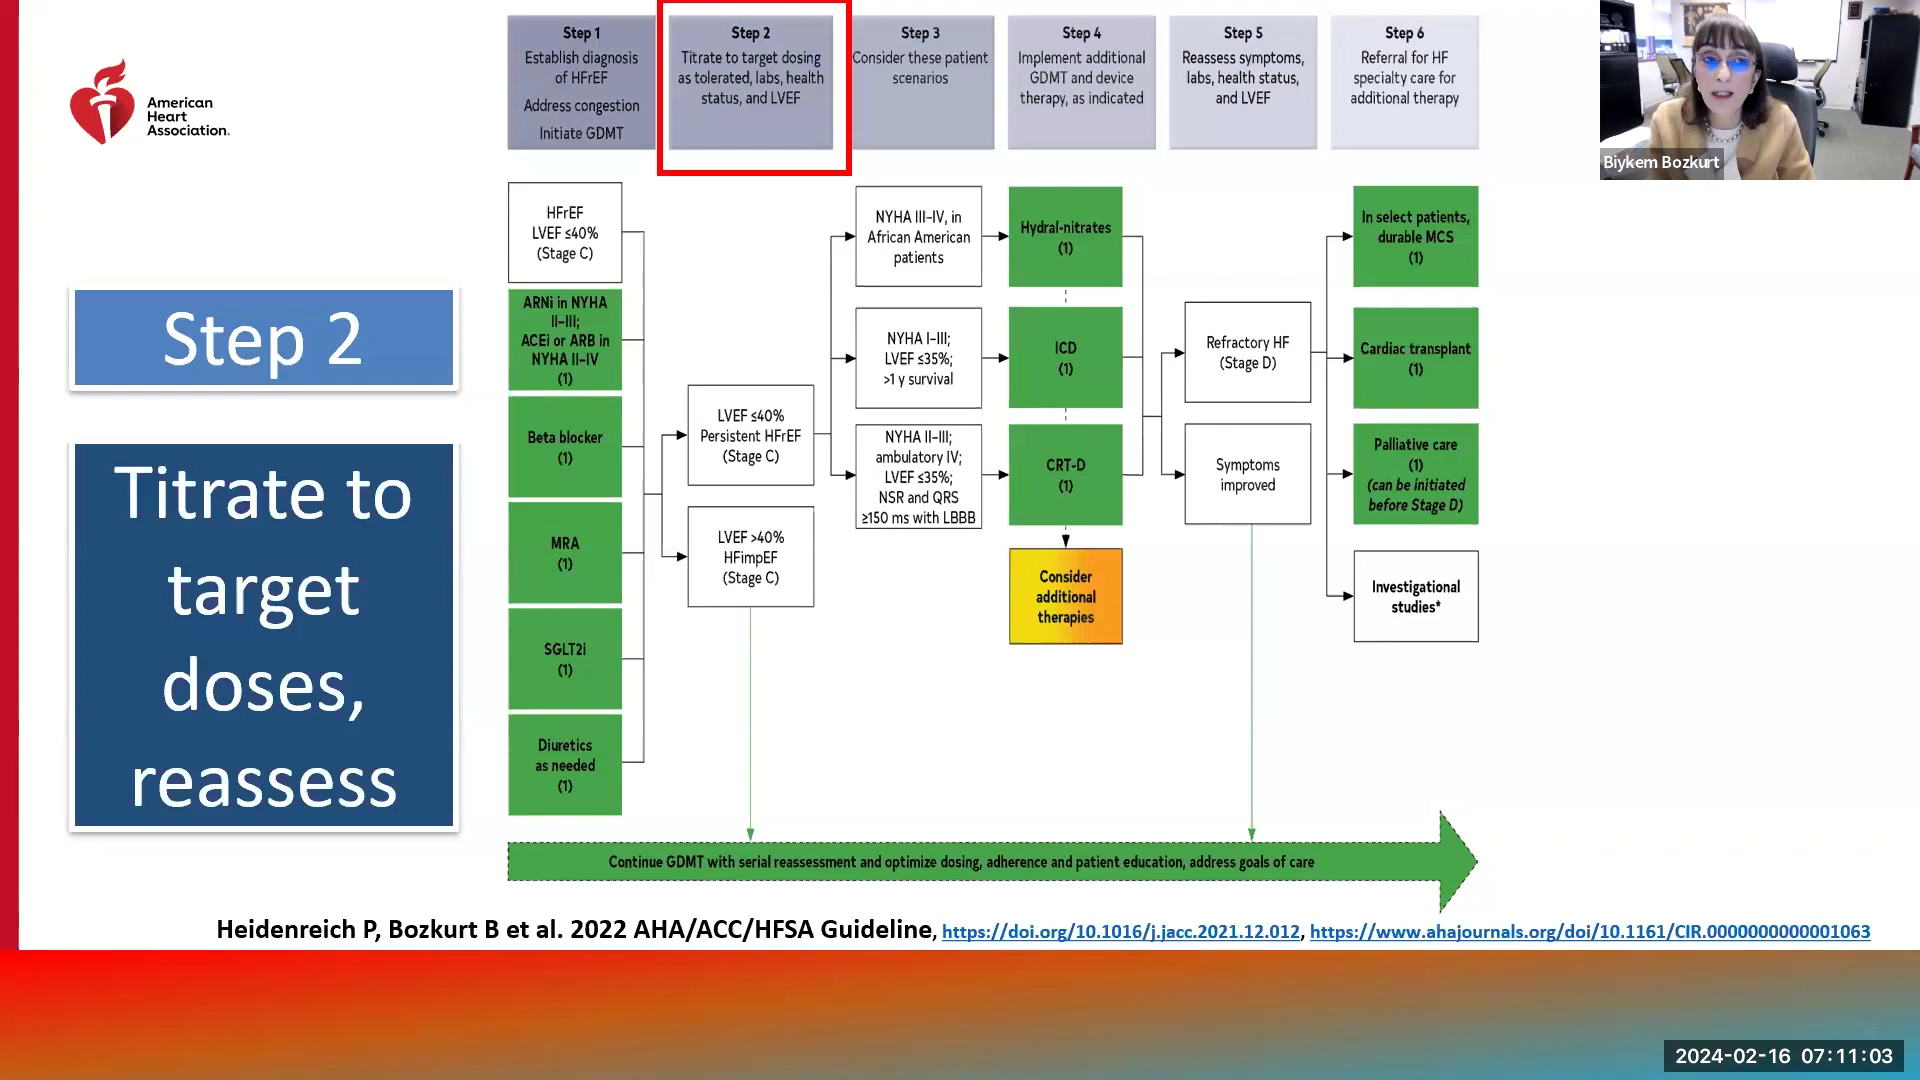 American
Heart
Association.
Step 2
Titrate to
target
doses,
reassess
Step 1
Establish diagnosis
of HFrEF
Address congestion
Initiate GDMT
Step 2
Titrate to target dosing
as tolerated, labs, health
status, and LVEF
Step 3
Consider these patient
scenarios
Step 4
Implement additional
GDMT and device
therapy, as indicated
Step 5
Reassess symptoms,
labs, health status,
and LVEF
Step 6
Referral for HF
specialty care for
additional therapy
HFrEF
LVEF ≤40%
(Stage C)
ARNi in NYHA
II–III;
ACEi or ARB in
NYHA II–IV
(1)
Beta blocker
(1)
MRA
(1)
SGLT2i
(1)
Diuretics
as needed
(1)
LVEF ≤40%
Persistent HFrEF
(Stage C)
LVEF >40%
HFimpEF
(Stage C)
NYHA III–IV, in
African American
patients
NYHA I–III;
LVEF ≤35%;
>1 y survival
NYHA II–III;
ambulatory IV;
LVEF ≤35%;
NSR and QRS
≥150 ms with LBBB
Hydral-nitrates
(1)
ICD
(1)
CRT-D
(1)
Consider
additional
therapies
Refractory HF
(Stage D)
Symptoms
improved
In select patients,
durable MCS
(1)
Cardiac transplant
(1)
Palliative care
(1)
(can be initiated
before Stage D)
Investigational
studies*
Continue GDMT with serial reassessment and optimize dosing, adherence and patient education, address goals of care
Heidenreich P, Bozkurt B et al. 2022 AHA/ACC/HFSA Guideline, https://doi.org/10.1016/j.jacc.2021.12.012, https://www.ahajournals.org/doi/10.1161/CIR.0000000000001063
Biykem Bozkurt
2024-02-16 07:11:03